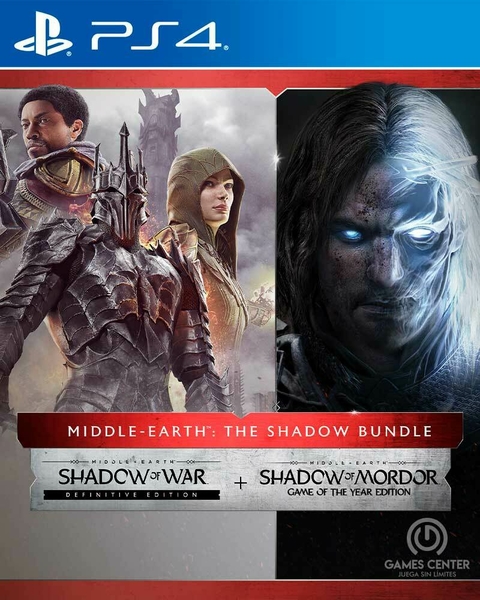 PS4
MIDDLE-EARTH™: THE SHADOW BUNDLE
MIDDLE-EARTH
SHADOW OF WAR
DEFINITIVE EDITION
+
MIDDLE-EARTH
SHADOW OF MORDOR
GAME OF THE YEAR EDITION
GAMES CENTER
JUEGA SIN LÍMITES